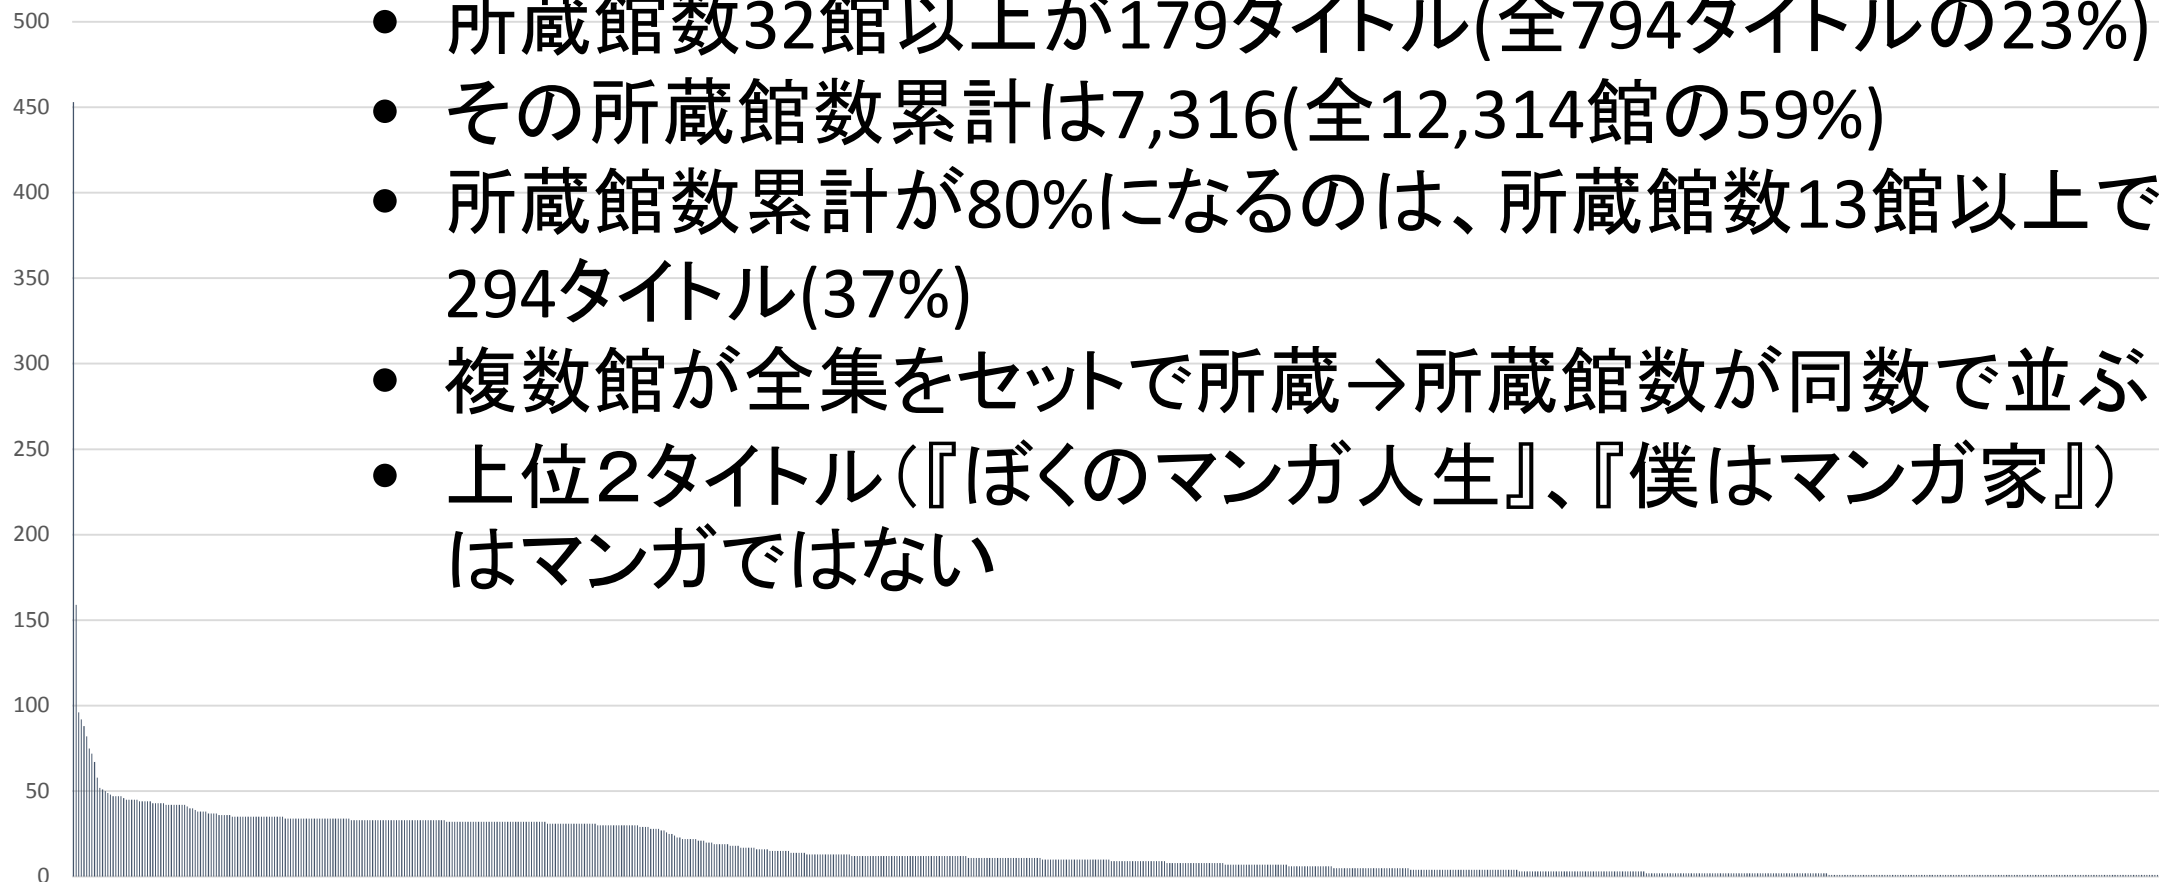 500
● 所蔵館数32館以上が179タイトル(全794タイトルの23%)
450
● その所蔵館数累計は7,316(全12,314館の59%)
400
● 所蔵館数累計が80%になるのは、所蔵館数13館以上で
350
294タイトル(37%)
300
● 複数館が全集をセットで所蔵→所蔵館数が同数で並ぶ
250
● 上位２タイトル（『ぼくのマンガ人生』、『僕はマンガ家』）
200
はマンガではない
150
100
50
0